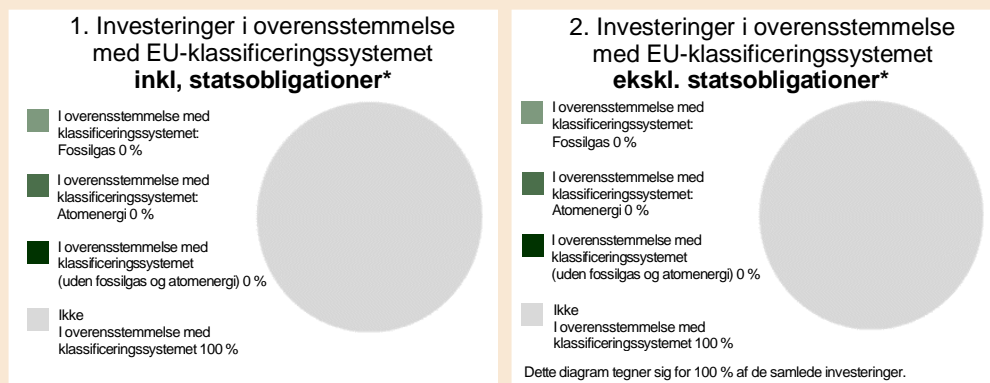 1. Investeringer i overensstemmelse
med EU-klassificeringssystemet
inkl, statsobligationer*
I overensstemmelse med
klassificeringssystemet:
Fossilgas 0 %
I overensstemmelse med
klassificeringssystemet:
Atomenergi 0 %
I overensstemmelse med
klassificeringssystemet
(uden fossilgas og atomenergi) 0 %
Ikke
I overensstemmelse med
klassificeringssystemet 100 %
2. Investeringer i overensstemmelse
med EU-klassificeringssystemet
ekskl. statsobligationer*
I overensstemmelse med
klassificeringssystemet:
Fossilgas 0 %
I overensstemmelse med
klassificeringssystemet:
Atomenergi 0 %
I overensstemmelse med
klassificeringssystemet
(uden fossilgas og atomenergi) 0 %
Ikke
I overensstemmelse med
klassificeringssystemet 100 %
Dette diagram tegner sig for 100 % af de samlede investeringer.